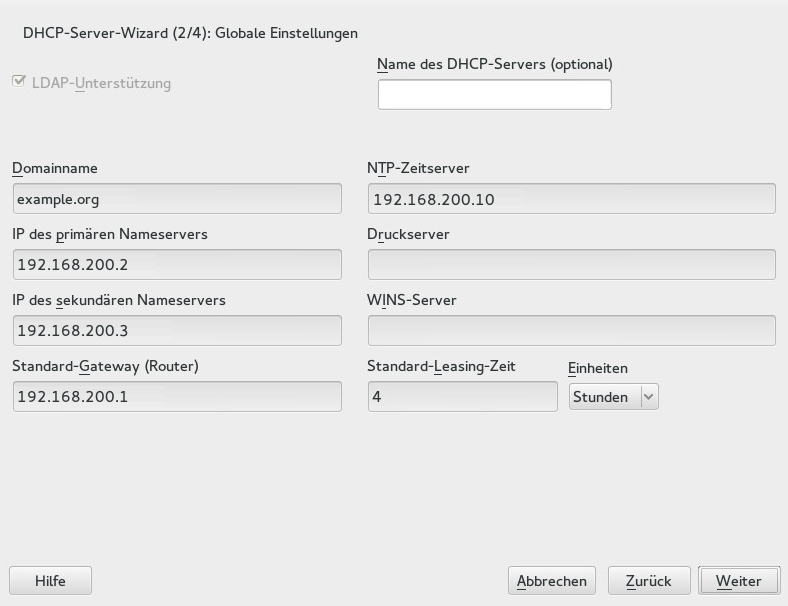 DHCP-Server-Wizard (2/4): Globale Einstellungen
LDAP-Unterstützung
Name des DHCP-Servers (optional)
Domainname
example.org
NTP-Zeitserver
192.168.200.10
IP des primären Nameservers
192.168.200.2
Druckserver
IP des sekundären Nameservers
192.168.200.3
WINS-Server
Standard-Gateway (Router)
192.168.200.1
Standard-Leasing-Zeit
4
Einheiten
Stunden
Hilfe
Abbrechen
Zurück
Weiter